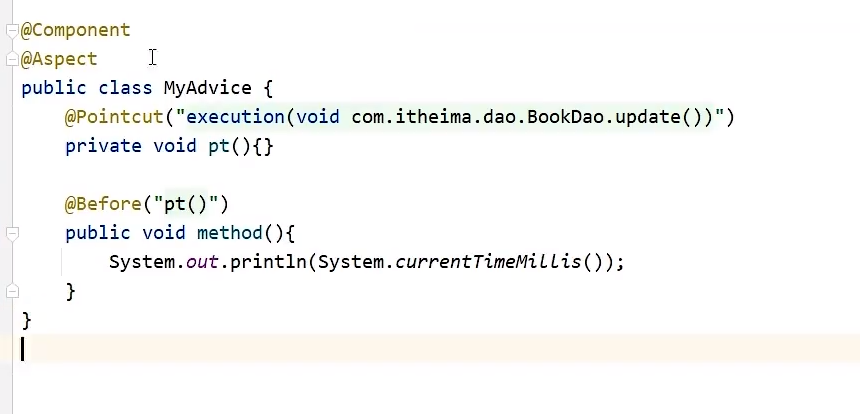 @Component
@Aspect
public class MyAdvice {
    @Pointcut("execution(void com.itheima.dao.BookDao.update())")
    private void pt(){}
    @Before("pt()")
    public void method(){
        System.out.println(System.currentTimeMillis());
    }
}